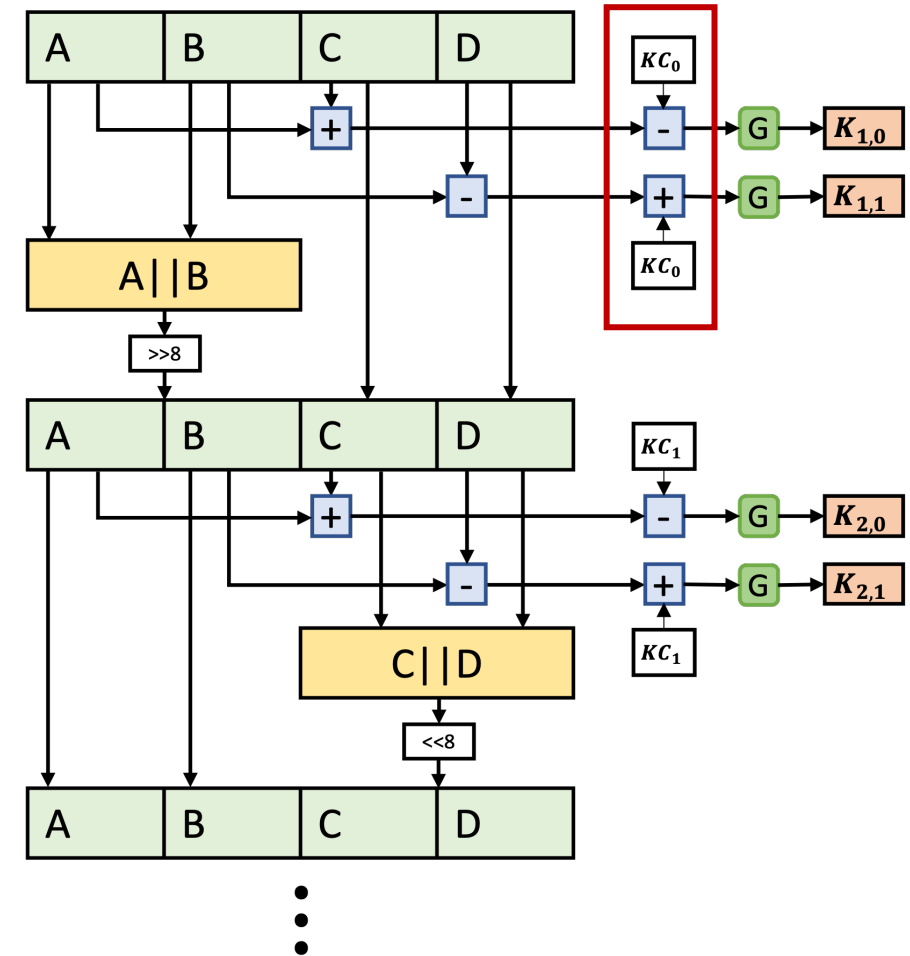 A B C D
KC₀
+ - G K₁,₀
- + G K₁,₁
KC₀
A||B
>>8
A B C D
KC₁
+ - G K₂,₀
- + G K₂,₁
KC₁
C||D
<<8
A B C D